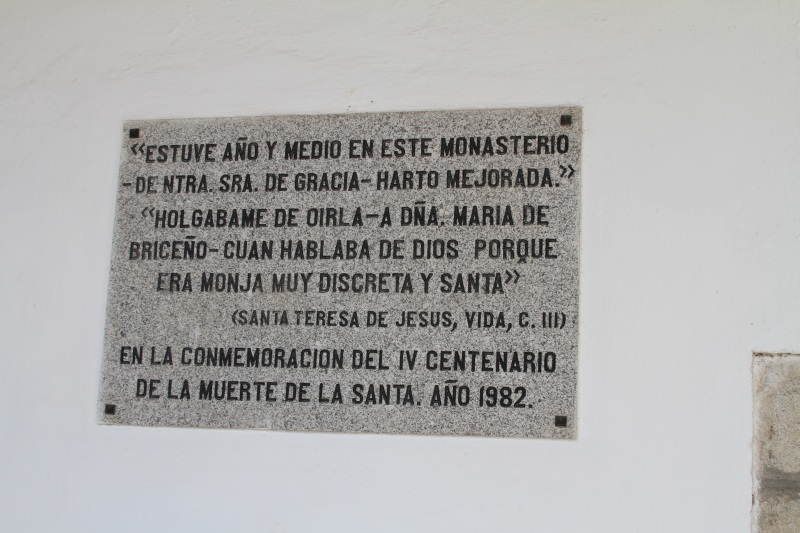 «ESTUVE AÑO Y MEDIO EN ESTE MONASTERIO
-DE NTRA. SRA. DE GRACIA- HARTO MEJORADA.»
«HOLGABAME DE OIRLA-A DÑA. MARIA DE
BRICEÑO-CUAN HABLABA DE DIOS PORQUE
ERA MONJA MUY DISCRETA Y SANTA»
(SANTA TERESA DE JESUS, VIDA, C. III)
EN LA CONMEMORACION DEL IV CENTENARIO
DE LA MUERTE DE LA SANTA. AÑO 1982.